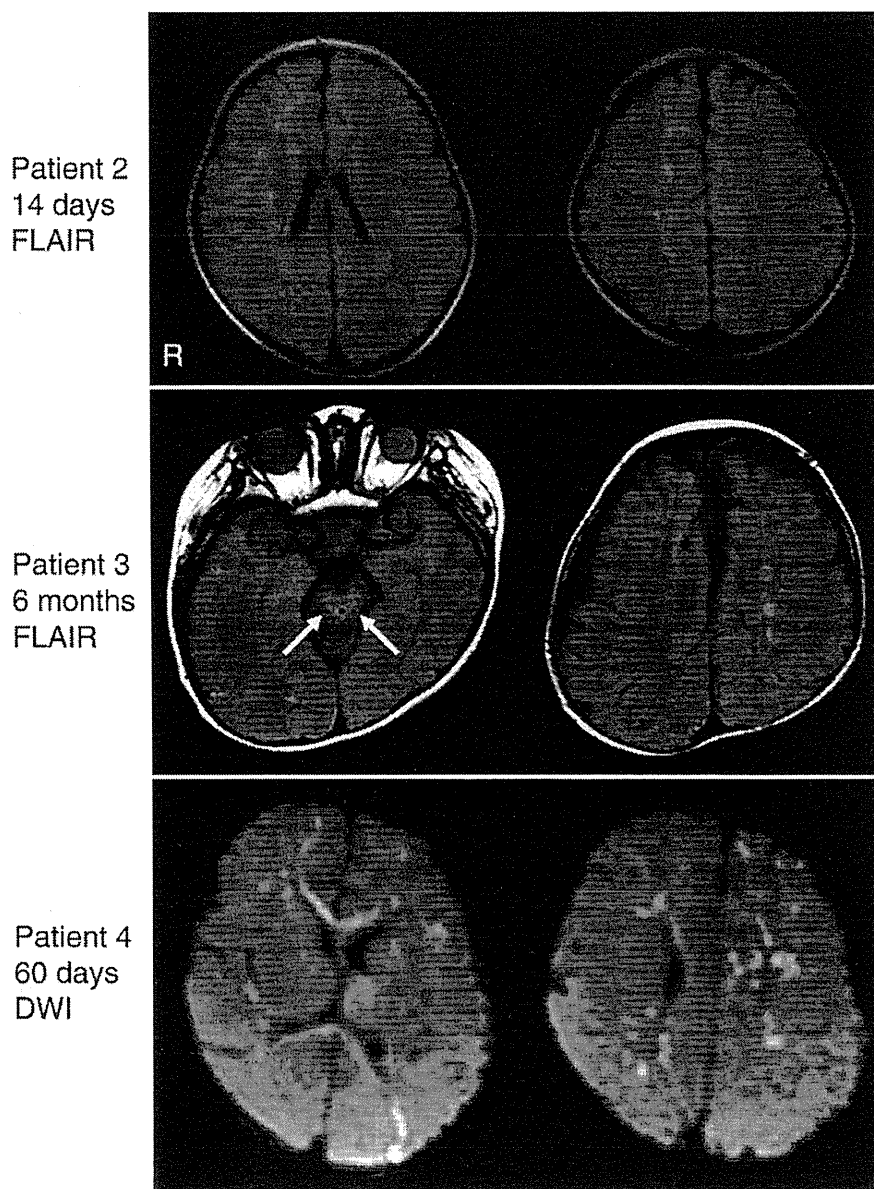 Patient 2
14 days
FLAIR
R
Patient 3
6 months
FLAIR
Patient 4
60 days
DWI